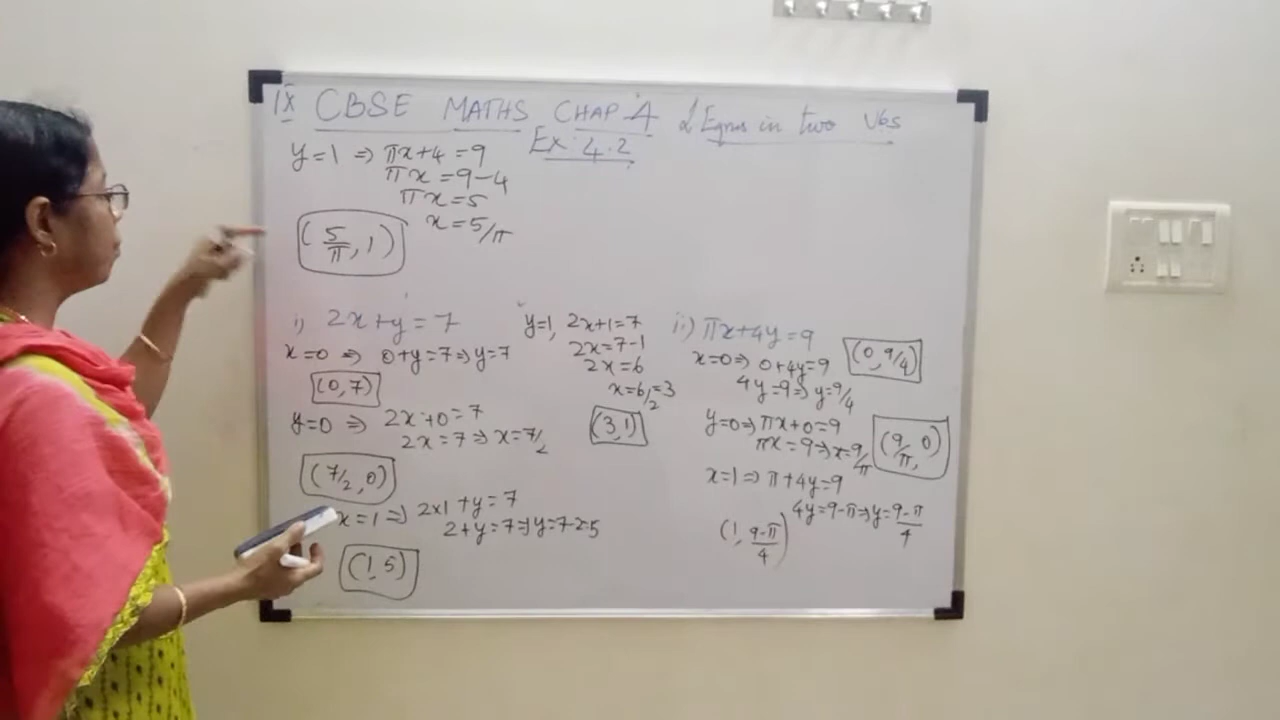 IX CBSE MATHS CHAP 4 L Eqns in two Vbs
Ex: 4.2
y=1 ⇒ πx+4=9
πx=9-4
πx=5
x=5/π
(5/π, 1)
i) 2x+y=7
x=0 ⇒ 0+y=7⇒y=7
(0,7)
y=0 ⇒ 2x+0=7
2x=7⇒x=7/2
(7/2, 0)
x=1⇒ 2x1+y=7
2+y=7⇒y=7-2=5
(1,5)
y=1, 2x+1=7
2x=7-1
2x=6
x=6/2=3
(3,1)
ii) πx+4y=9
x=0⇒ 0+4y=9
4y=9⇒y=9/4
(0,9/4)
y=0⇒πx+0=9
πx=9⇒x=9/π
(9/π, 0)
x=1⇒π+4y=9
4y=9-π⇒y=9-π/4
(1, 9-π/4)